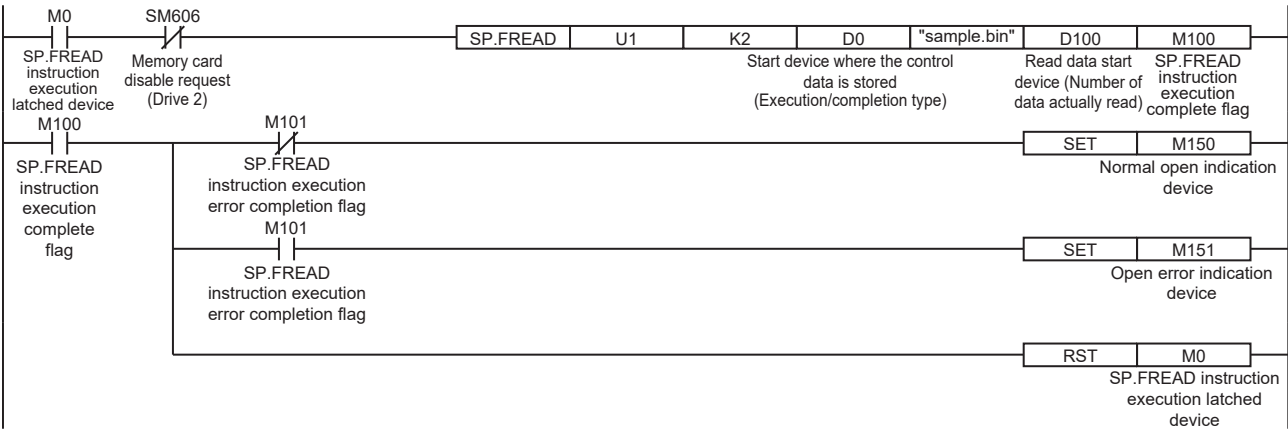 M0 SM606
SP.FREAD U1 K2 D0 "sample.bin" D100 M100
SP.FREAD
instruction
execution
latched device
Memory card
disable request
(Drive 2)
Start device where the control
data is stored
(Execution/completion type)
Read data start
device (Number of
data actually read)
SP.FREAD
instruction
execution
complete flag
M100 M101
SET M150
SP.FREAD
instruction
execution
complete
flag
SP.FREAD
instruction execution
error completion flag
Normal open indication
device
M101
SET M151
SP.FREAD
instruction execution
error completion flag
Open error indication
device
RST M0
SP.FREAD instruction
execution latched
device